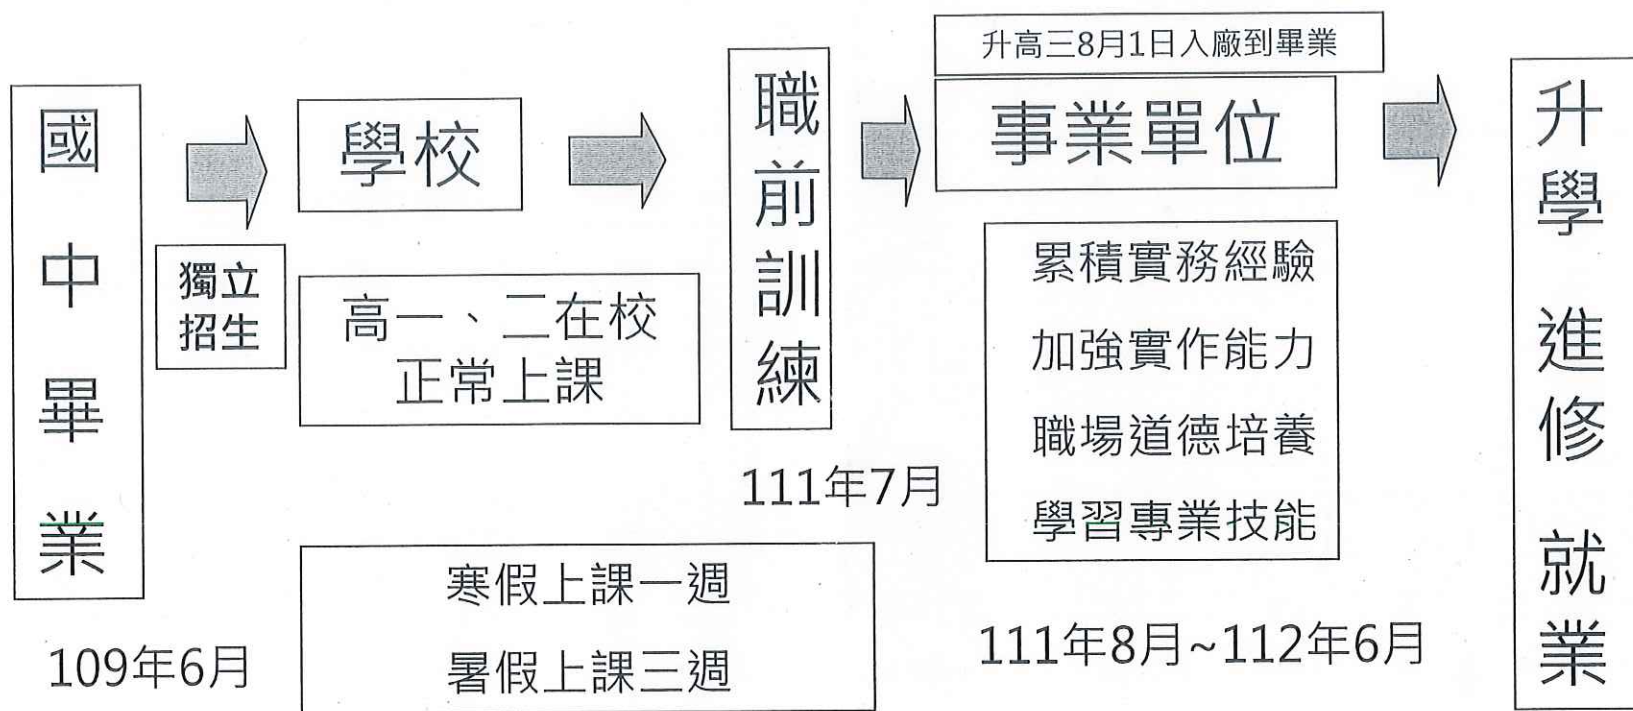 國中畢業
109年6月
獨立
招生
學校
高一、二在校
正常上課
寒假上課一週
暑假上課三週
職前訓練
111年7月
升高三8月1日入廠到畢業
事業單位
累積實務經驗
加強實作能力
職場道德培養
學習專業技能
111年8月~112年6月
升學 進修 就業